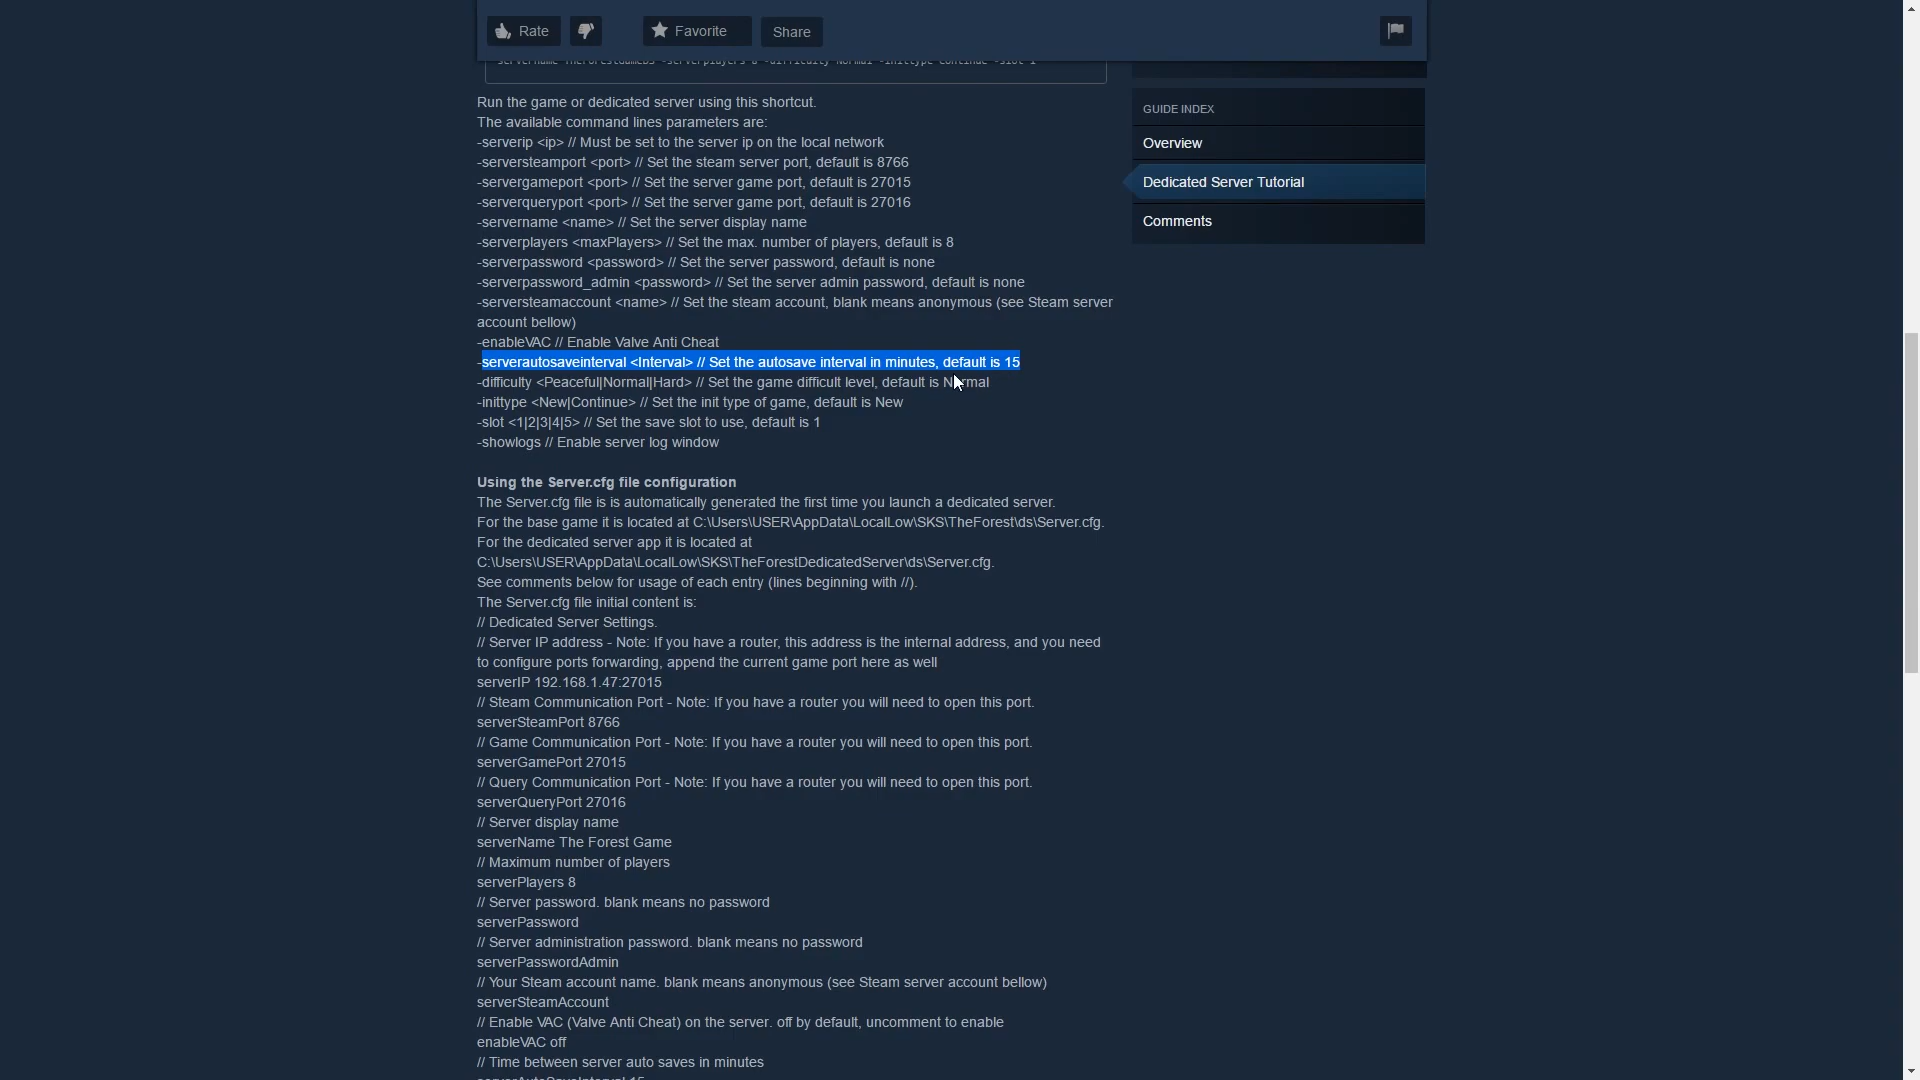 Rate
Favorite
Share
servername TheForestGameDS -serverplayers 8 -difficulty Normal -inittype Continue -slot 1
Run the game or dedicated server using this shortcut.
The available command lines parameters are:
-serverip <ip> // Must be set to the server ip on the local network
-serversteamport <port> // Set the steam server port, default is 8766
-servergameport <port> // Set the server game port, default is 27015
-serverqueryport <port> // Set the server game port, default is 27016
-servername <name> // Set the server display name
-serverplayers <maxPlayers> // Set the max. number of players, default is 8
-serverpassword <password> // Set the server password, default is none
-serverpassword_admin <password> // Set the server admin password, default is none
-serversteamaccount <name> // Set the steam account, blank means anonymous (see Steam server
account bellow)
-enableVAC // Enable Valve Anti Cheat
-serverautosaveinterval <Interval> // Set the autosave interval in minutes, default is 15
-difficulty <Peaceful|Normal|Hard> // Set the game difficult level, default is Normal
-inittype <New|Continue> // Set the init type of game, default is New
-slot <1|2|3|4|5> // Set the save slot to use, default is 1
-showlogs // Enable server log window
Using the Server.cfg file configuration
The Server.cfg file is is automatically generated the first time you launch a dedicated server.
For the base game it is located at C:\Users\USER\AppData\LocalLow\SKS\TheForest\ds\Server.cfg.
For the dedicated server app it is located at
C:\Users\USER\AppData\LocalLow\SKS\TheForestDedicatedServer\ds\Server.cfg.
See comments below for usage of each entry (lines beginning with //).
The Server.cfg file initial content is:
// Dedicated Server Settings.
// Server IP address - Note: If you have a router, this address is the internal address, and you need
to configure ports forwarding, append the current game port here as well
serverIP 192.168.1.47:27015
// Steam Communication Port - Note: If you have a router you will need to open this port.
serverSteamPort 8766
// Game Communication Port - Note: If you have a router you will need to open this port.
serverGamePort 27015
// Query Communication Port - Note: If you have a router you will need to open this port.
serverQueryPort 27016
// Server display name
serverName The Forest Game
// Maximum number of players
serverPlayers 8
// Server password. blank means no password
serverPassword
// Server administration password. blank means no password
serverPasswordAdmin
// Your Steam account name. blank means anonymous (see Steam server account bellow)
serverSteamAccount
// Enable VAC (Valve Anti Cheat) on the server. off by default, uncomment to enable
enableVAC off
// Time between server auto saves in minutes
serverAutoSaveInterval 15
GUIDE INDEX
Overview
Dedicated Server Tutorial
Comments